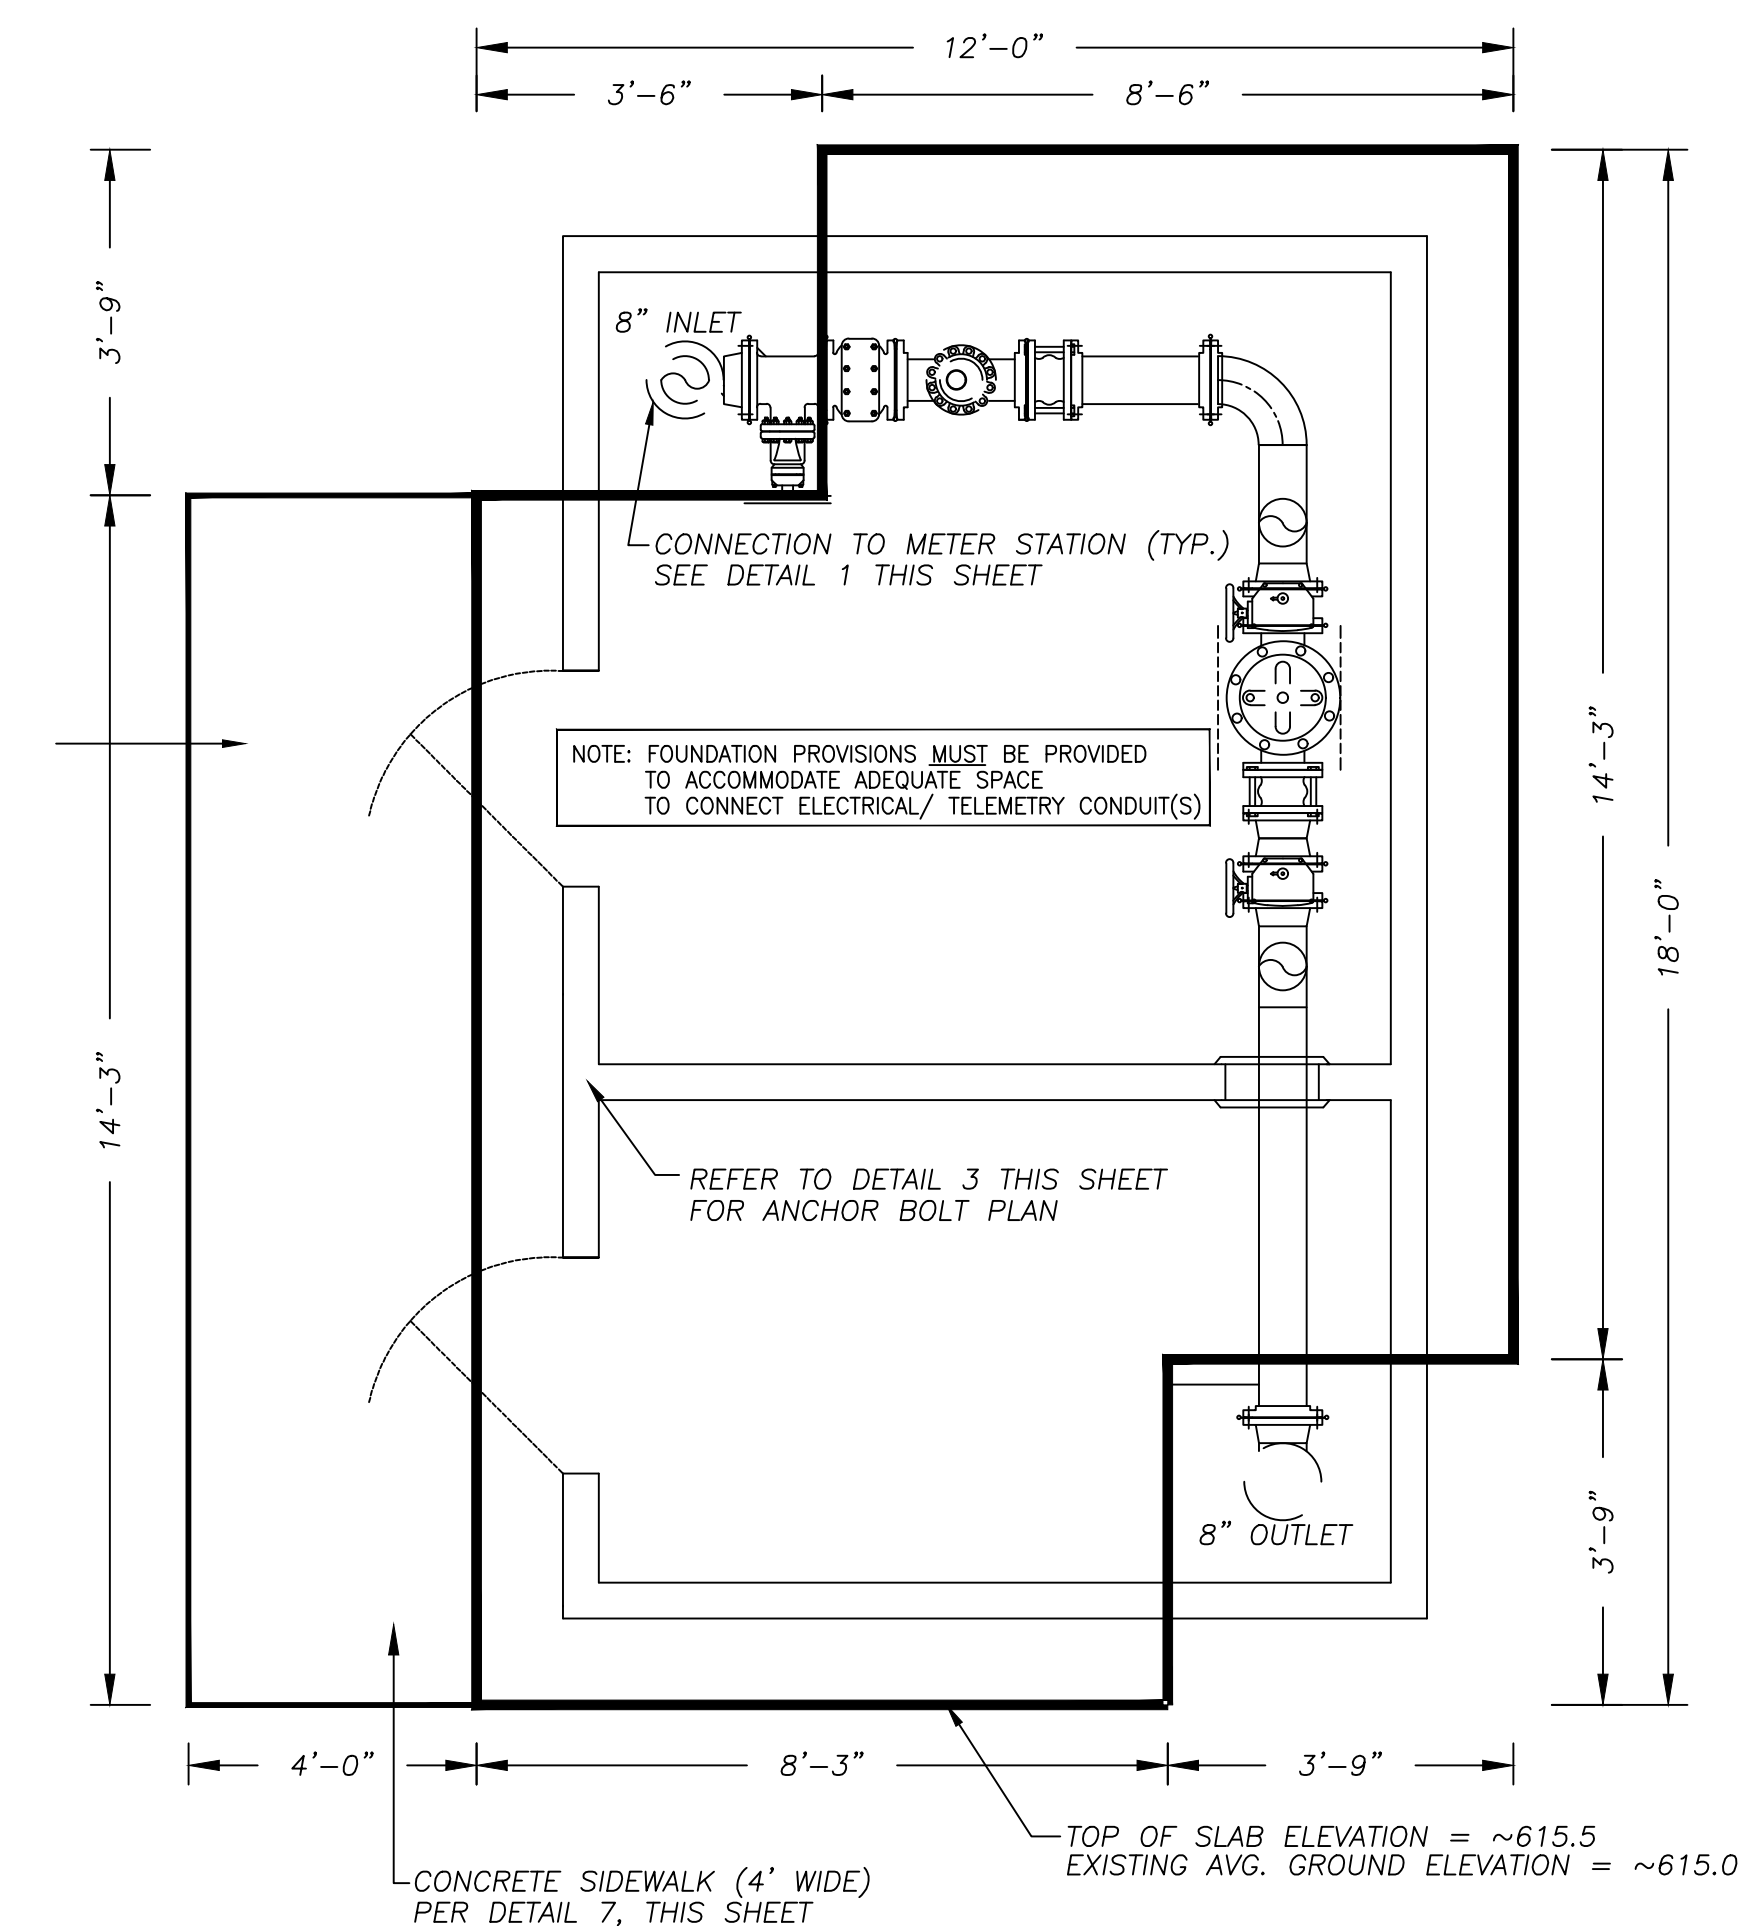 12'-0"
3'-6"
8'-6"
3'-9"
8" INLET
CONNECTION TO METER STATION (TYP.)
SEE DETAIL 1 THIS SHEET
NOTE: FOUNDATION PROVISIONS MUST BE PROVIDED
TO ACCOMMODATE ADEQUATE SPACE
TO CONNECT ELECTRICAL/ TELEMETRY CONDUIT(S)
14'-3"
18'-0"
14'-3"
REFER TO DETAIL 3 THIS SHEET
FOR ANCHOR BOLT PLAN
8" OUTLET
3'-9"
4'-0"
8'-3"
3'-9"
TOP OF SLAB ELEVATION = ~615.5
EXISTING AVG. GROUND ELEVATION = ~615.0
CONCRETE SIDEWALK (4' WIDE)
PER DETAIL 7, THIS SHEET